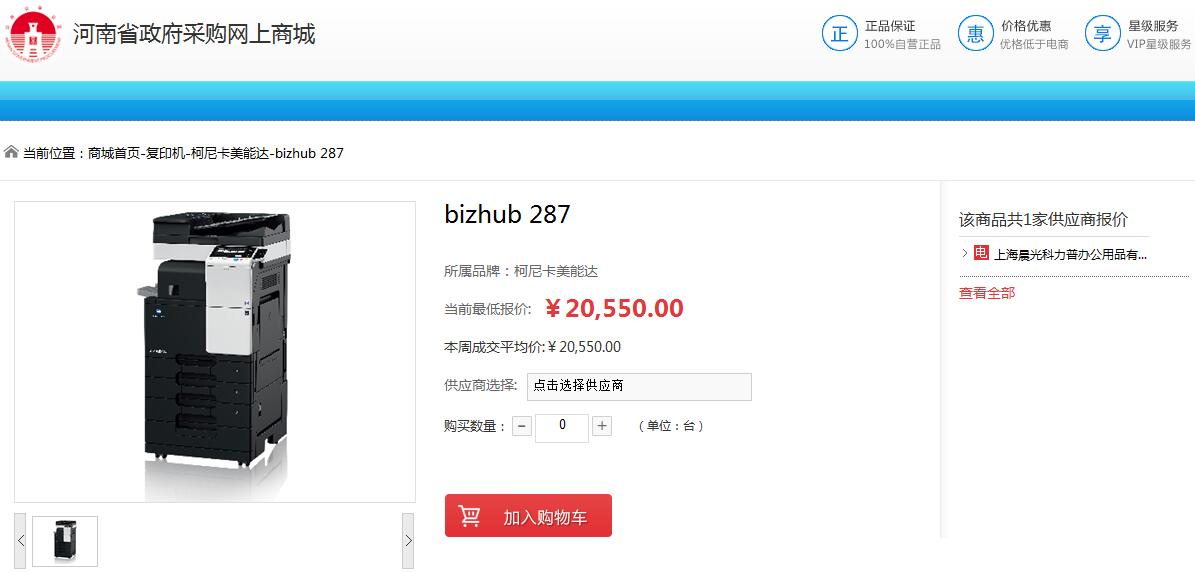 河南省政府采购网上商城
正 正品保证
100%自营正品
惠 价格优惠
优格低于电商
享 星级服务
VIP星级服务
当前位置：商城首页-复印机-柯尼卡美能达-bizhub 287
bizhub 287
所属品牌：柯尼卡美能达
当前最低报价: ￥20,550.00
本周成交平均价:￥20,550.00
供应商选择: 点击选择供应商
购买数量： − 0 + （单位：台）
加入购物车
该商品共1家供应商报价
电 上海晨光科力普办公用品有...
查看全部